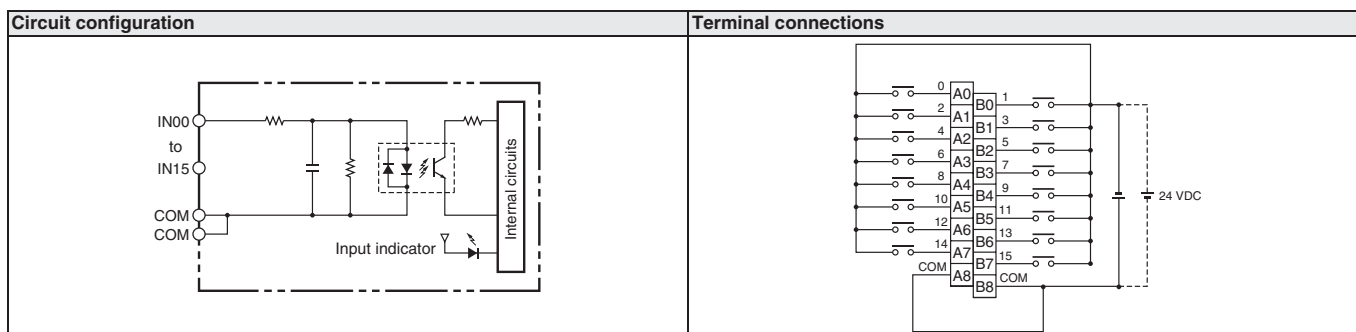 Circuit configuration
Terminal connections
IN00
to
IN15
COM
COM
Input indicator
Internal circuits
0
A0
B0
1
2
A1
B1
3
4
A2
B2
5
6
A3
B3
7
8
A4
B4
9
10
A5
B5
11
12
A6
B6
13
14
A7
B7
15
COM
A8
B8
COM
24 VDC